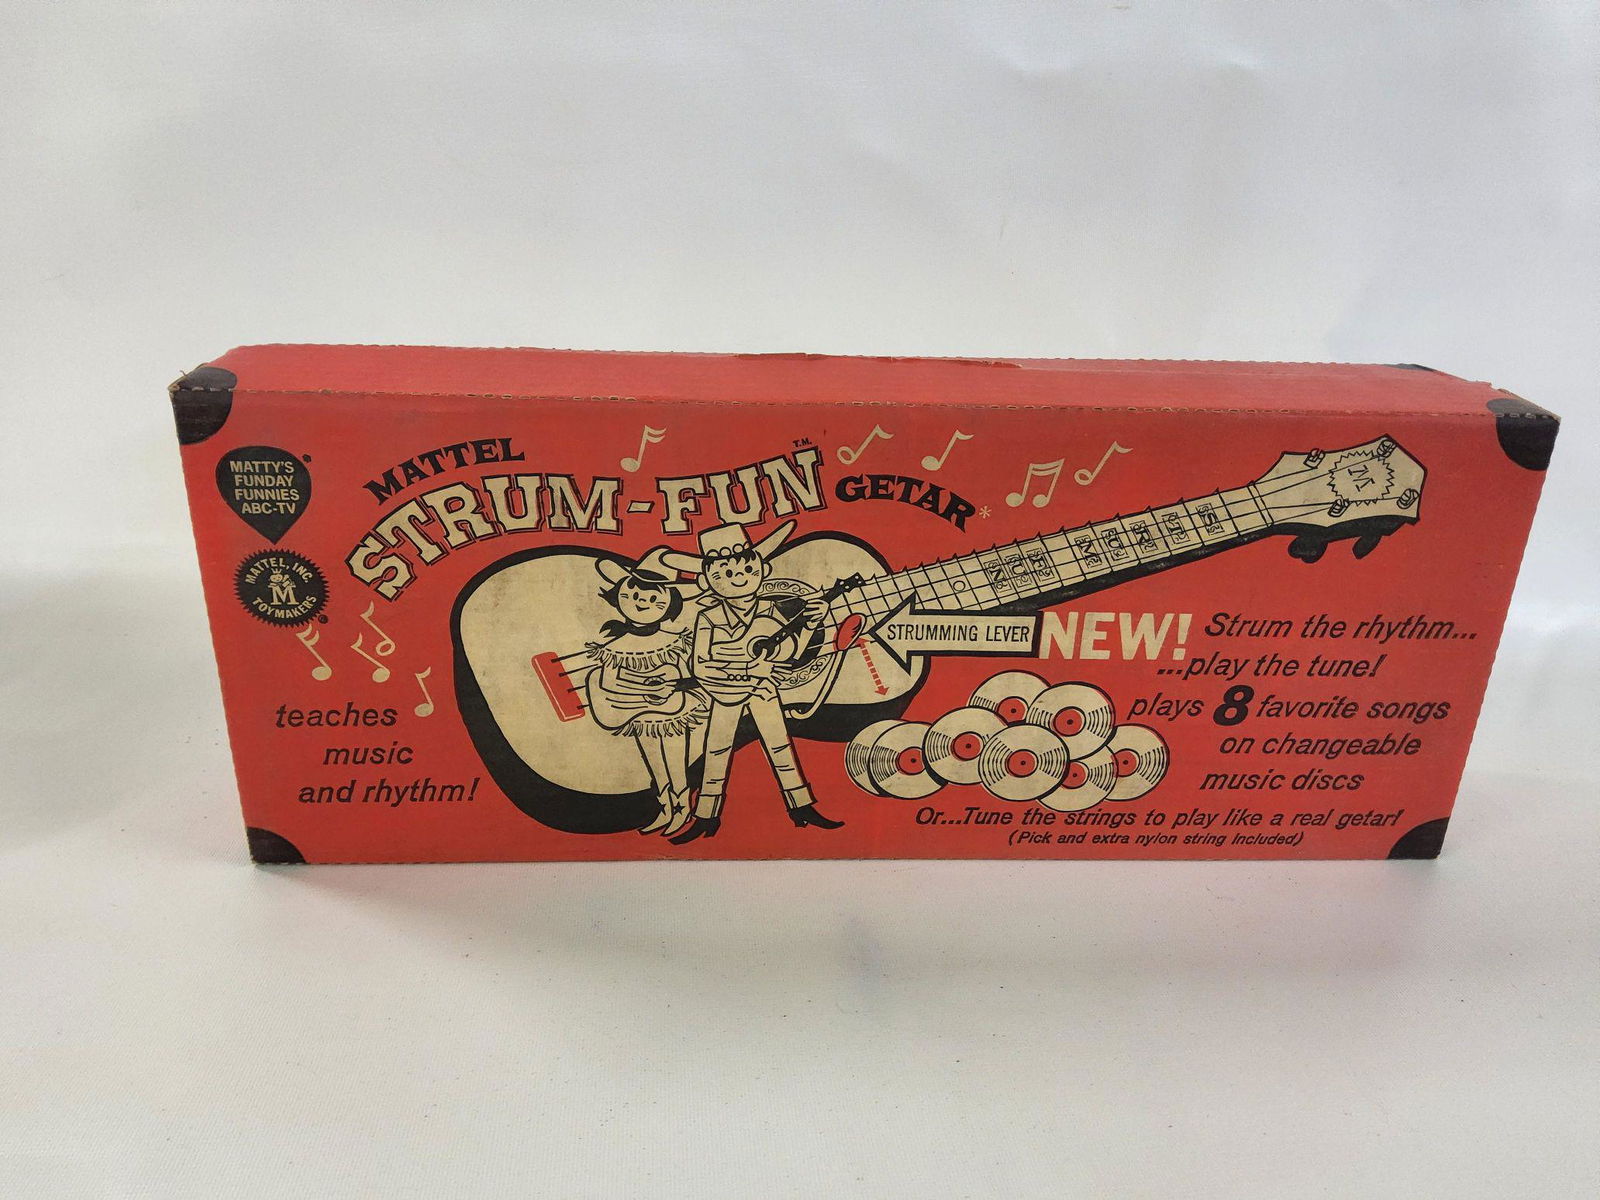 MATTY'S
FUNDAY
FUNNIES
ABC-TV
MATTEL, INC.
M
TOYMAKERS
MATTEL
STRUM-FUN T.M.
GETAR*
STRUMMING LEVER
NEW!
Strum the rhythm...
...play the tune!
plays 8 favorite songs
on changeable
music discs
teaches
music
and rhythm!
Or...Tune the strings to play like a real getar!
(Pick and extra nylon string Included)